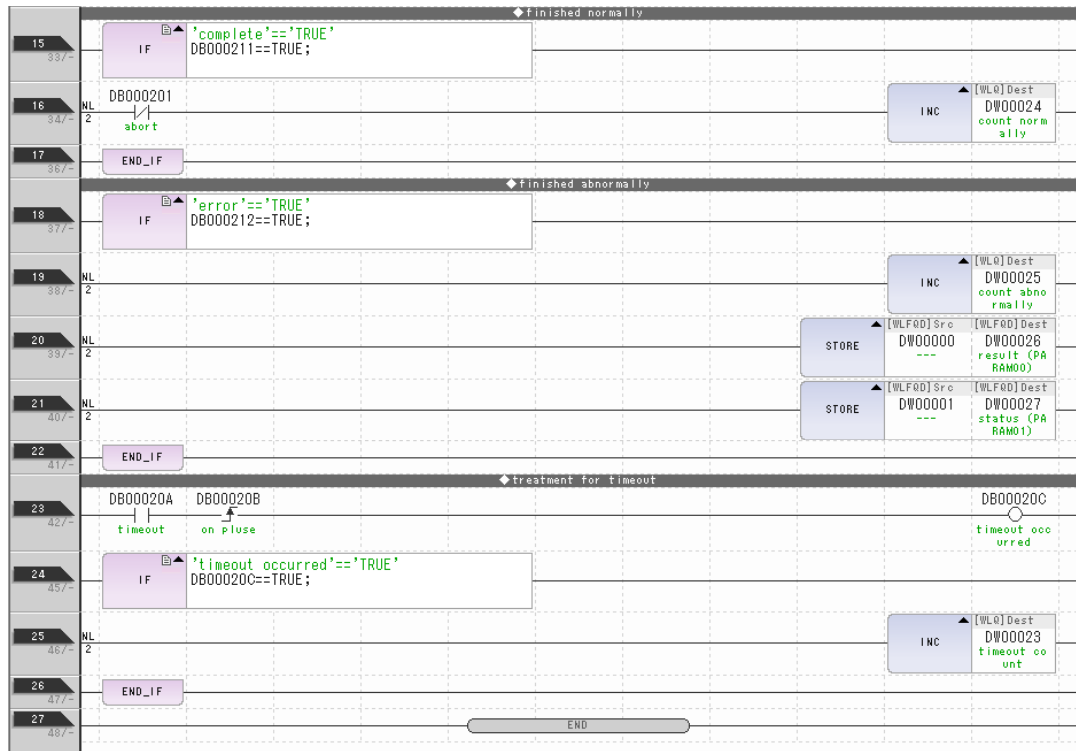 ◆finished normally
15
33/-
IF
'complete'=='TRUE'
DB000211==TRUE;
16
34/-
NL
2
DB000201
abort
INC
[WLQ]Dest
DW00024
count norm
ally
17
36/-
END_IF
◆finished abnormally
18
37/-
IF
'error'=='TRUE'
DB000212==TRUE;
19
38/-
NL
2
INC
[WLQ]Dest
DW00025
count abno
rmally
20
39/-
NL
2
STORE
[WLFQD]Src
DW00000
---
[WLFQD]Dest
DW00026
result (PA
RAM00)
21
40/-
NL
2
STORE
[WLFQD]Src
DW00001
---
[WLFQD]Dest
DW00027
status (PA
RAM01)
22
41/-
END_IF
◆treatment for timeout
23
42/-
DB00020A
timeout
DB00020B
on pluse
DB00020C
timeout occ
urred
24
45/-
IF
'timeout occurred'=='TRUE'
DB00020C==TRUE;
25
46/-
NL
2
INC
[WLQ]Dest
DW00023
timeout co
unt
26
47/-
END_IF
27
48/-
END